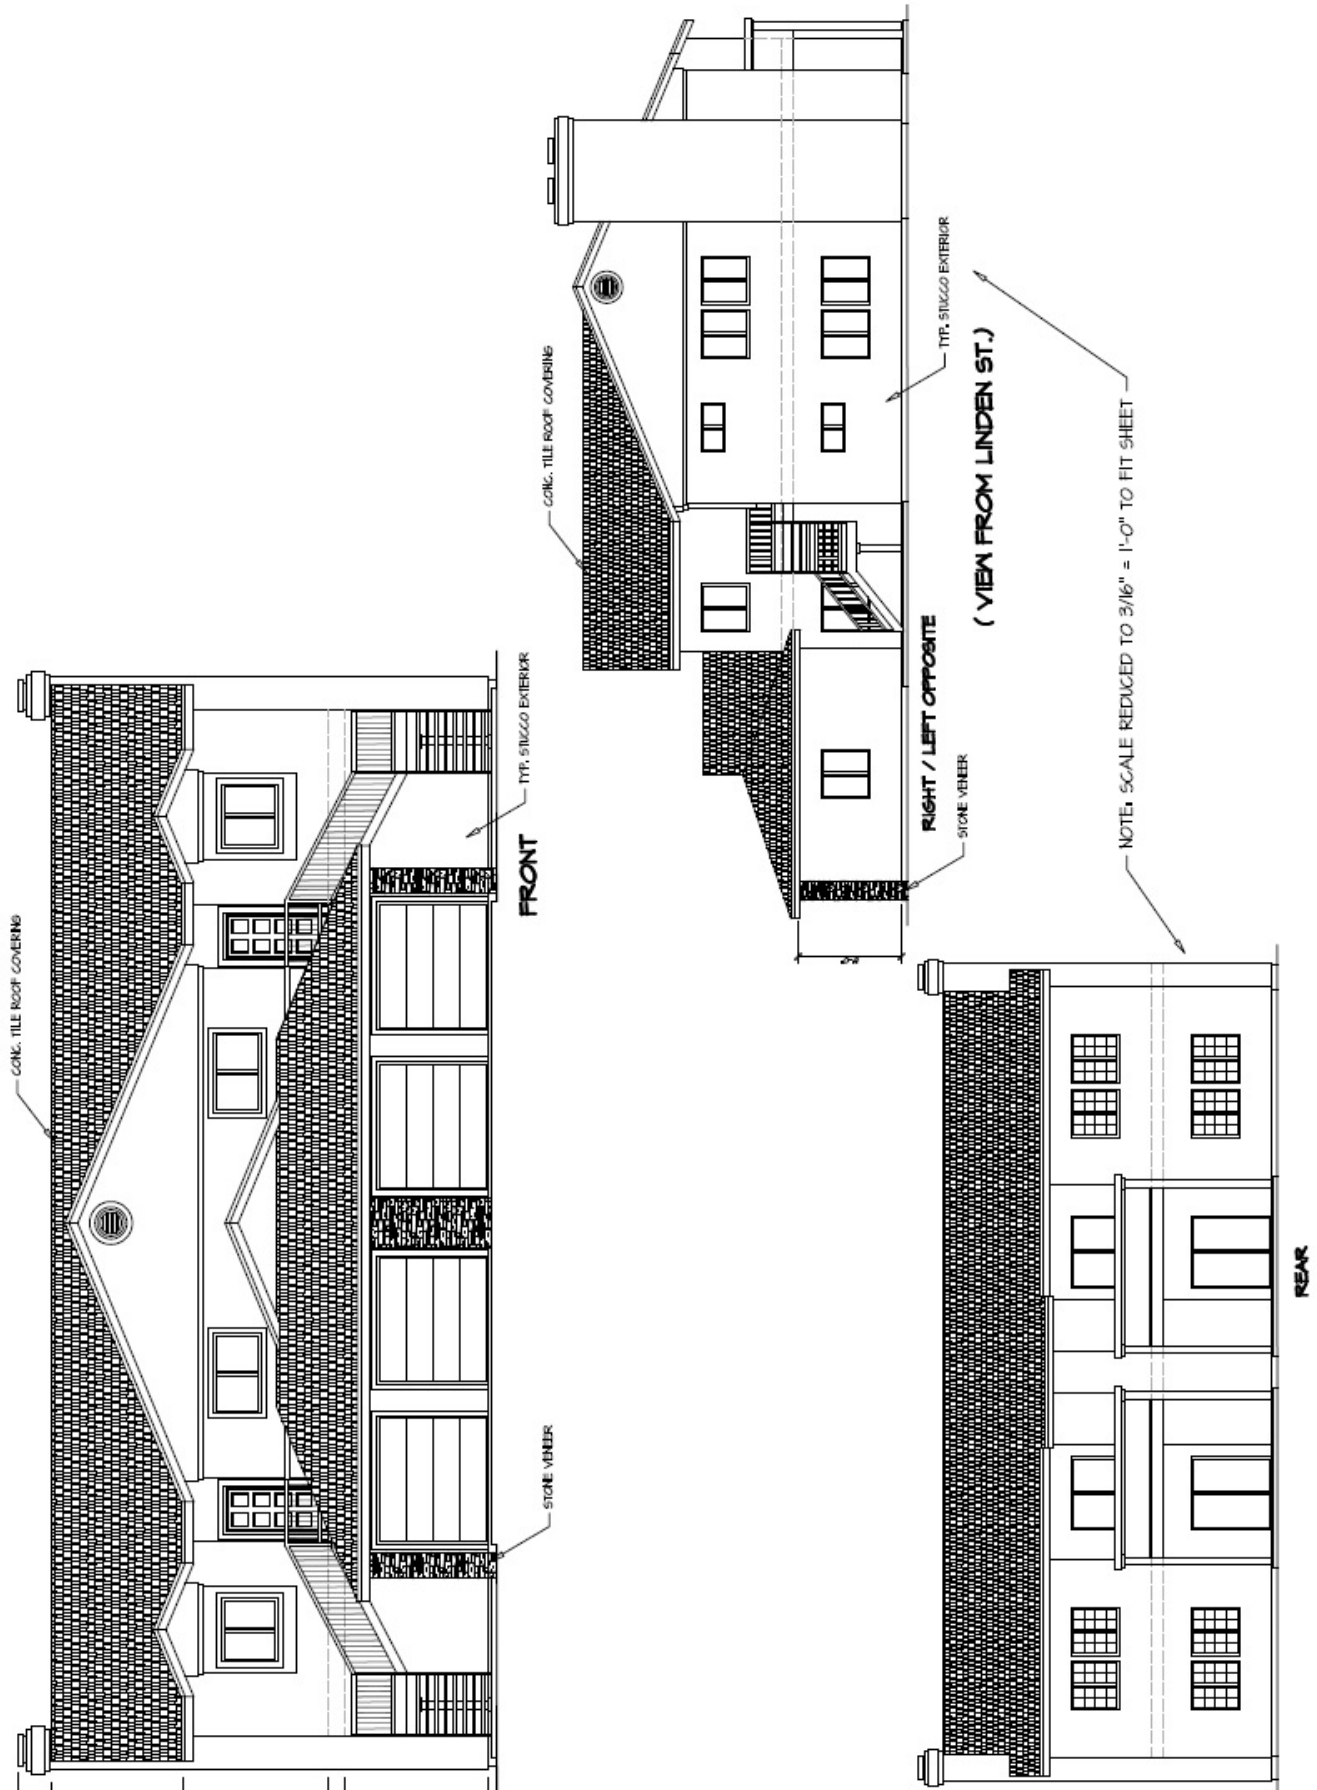 CONC. TILE ROOF COVERING
TYP. STUCCO EXTERIOR
FRONT
STONE VENEER
CONC. TILE ROOF COVERING
TYP. STUCCO EXTERIOR
RIGHT / LEFT OPPOSITE
(VIEW FROM LINDEN ST.)
STONE VENEER
NOTE: SCALE REDUCED TO 3/16" = 1'-0" TO FIT SHEET
REAR